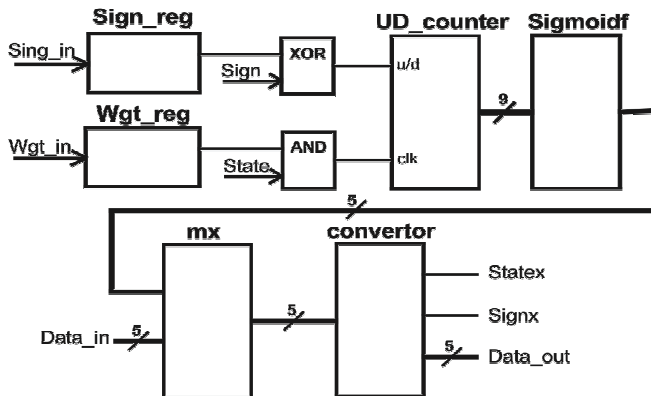 Sign_reg
UD_counter
Sigmoidf
Sing_in
XOR
Sign
u/d
Wgt_reg
9
Wgt_in
AND
State
clk
5
mx
convertor
Statex
5
Signx
Data_in
5
5
Data_out